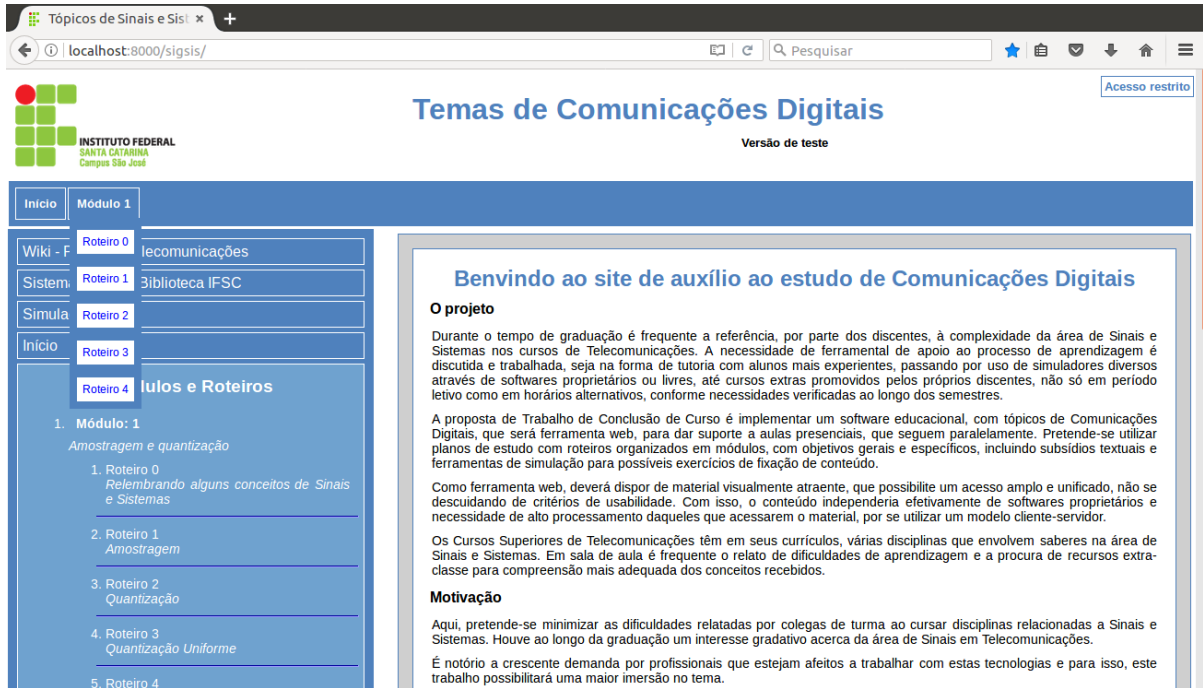 Tópicos de Sinais e Sist
localhost:8000/sigsis/
Pesquisar
INSTITUTO FEDERAL
SANTA CATARINA
Campus São José
Temas de Comunicações Digitais
Versão de teste
Acesso restrito
Início
Módulo 1
Roteiro 0
Roteiro 1
Roteiro 2
Roteiro 3
Roteiro 4
Wiki - lecomunicações
Sistem Biblioteca IFSC
Simula
Início
ulos e Roteiros
1. Módulo: 1
Amostragem e quantização
1. Roteiro 0
Relembrando alguns conceitos de Sinais
e Sistemas
2. Roteiro 1
Amostragem
3. Roteiro 2
Quantização
4. Roteiro 3
Quantização Uniforme
5. Roteiro 4
Benvindo ao site de auxílio ao estudo de Comunicações Digitais
O projeto
Durante o tempo de graduação é frequente a referência, por parte dos discentes, à complexidade da área de Sinais e
Sistemas nos cursos de Telecomunicações. A necessidade de ferramental de apoio ao processo de aprendizagem é
discutida e trabalhada, seja na forma de tutoria com alunos mais experientes, passando por uso de simuladores diversos
através de softwares proprietários ou livres, até cursos extras promovidos pelos próprios discentes, não só em período
letivo como em horários alternativos, conforme necessidades verificadas ao longo dos semestres.
A proposta de Trabalho de Conclusão de Curso é implementar um software educacional, com tópicos de Comunicações
Digitais, que será ferramenta web, para dar suporte a aulas presenciais, que seguem paralelamente. Pretende-se utilizar
planos de estudo com roteiros organizados em módulos, com objetivos gerais e específicos, incluindo subsídios textuais e
ferramentas de simulação para possíveis exercícios de fixação de conteúdo.
Como ferramenta web, deverá dispor de material visualmente atraente, que possibilite um acesso amplo e unificado, não se
descuidando de critérios de usabilidade. Com isso, o conteúdo independeria efetivamente de softwares proprietários e
necessidade de alto processamento daqueles que acessarem o material, por se utilizar um modelo cliente-servidor.
Os Cursos Superiores de Telecomunicações têm em seus currículos, várias disciplinas que envolvem saberes na área de
Sinais e Sistemas. Em sala de aula é frequente o relato de dificuldades de aprendizagem e a procura de recursos extra-
classe para compreensão mais adequada dos conceitos recebidos.
Motivação
Aqui, pretende-se minimizar as dificuldades relatadas por colegas de turma ao cursar disciplinas relacionadas a Sinais e
Sistemas. Houve ao longo da graduação um interesse gradativo acerca da área de Sinais em Telecomunicações.
É notório a crescente demanda por profissionais que estejam afeitos a trabalhar com estas tecnologias e para isso, este
trabalho possibilitará uma maior imersão no tema.